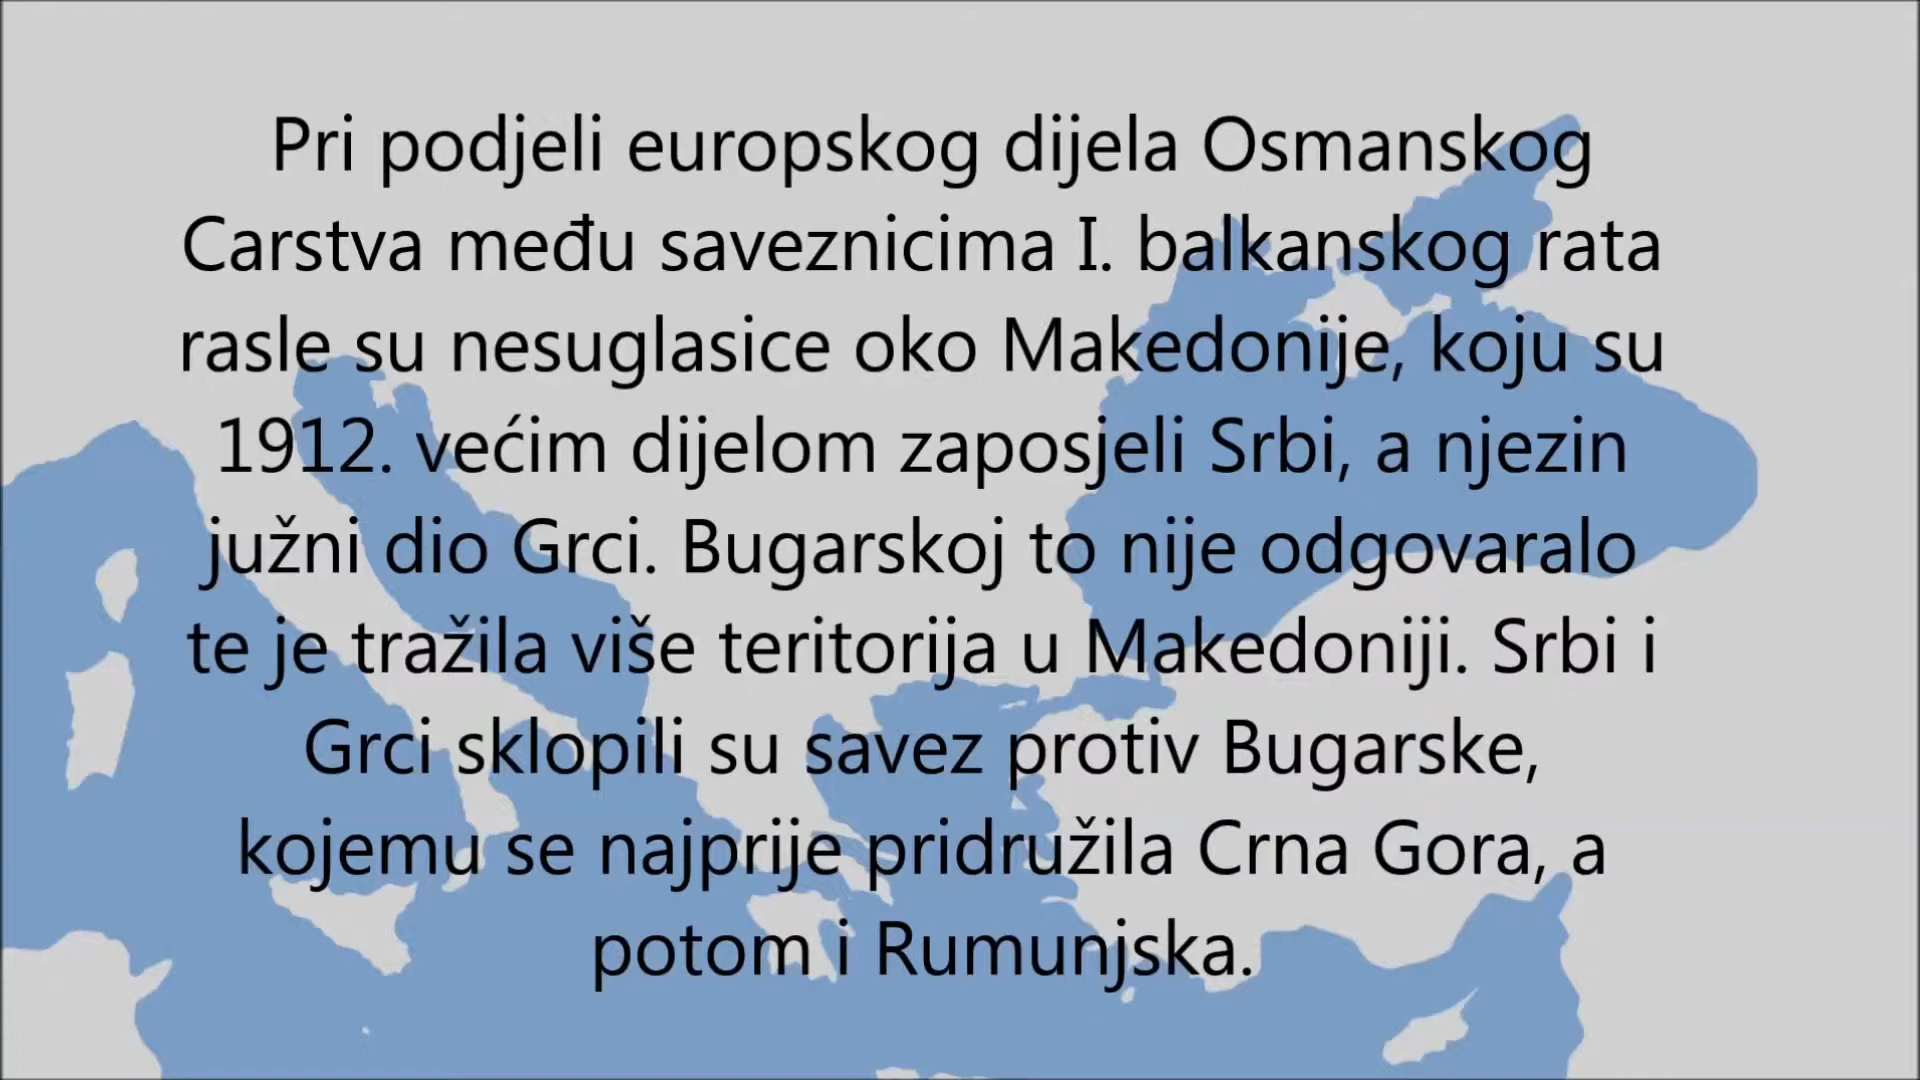 Pri podjeli europskog dijela Osmanskog
Carstva među saveznicima I. balkanskog rata
rasle su nesuglasice oko Makedonije, koju su
1912. većim dijelom zaposjeli Srbi, a njezin
južni dio Grci. Bugarskoj to nije odgovaralo
te je tražila više teritorija u Makedoniji. Srbi i
Grci sklopili su savez protiv Bugarske,
kojemu se najprije pridružila Crna Gora, a
potom i Rumunjska.